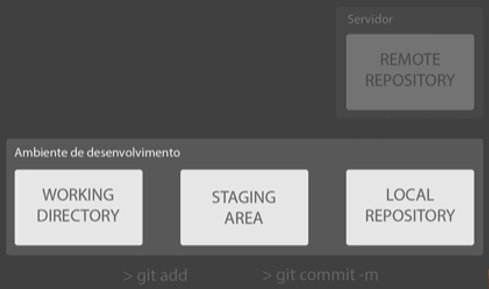 Servidor
REMOTE
REPOSITORY
Ambiente de desenvolvimento
WORKING
DIRECTORY
STAGING
AREA
LOCAL
REPOSITORY
> git add
> git commit -m